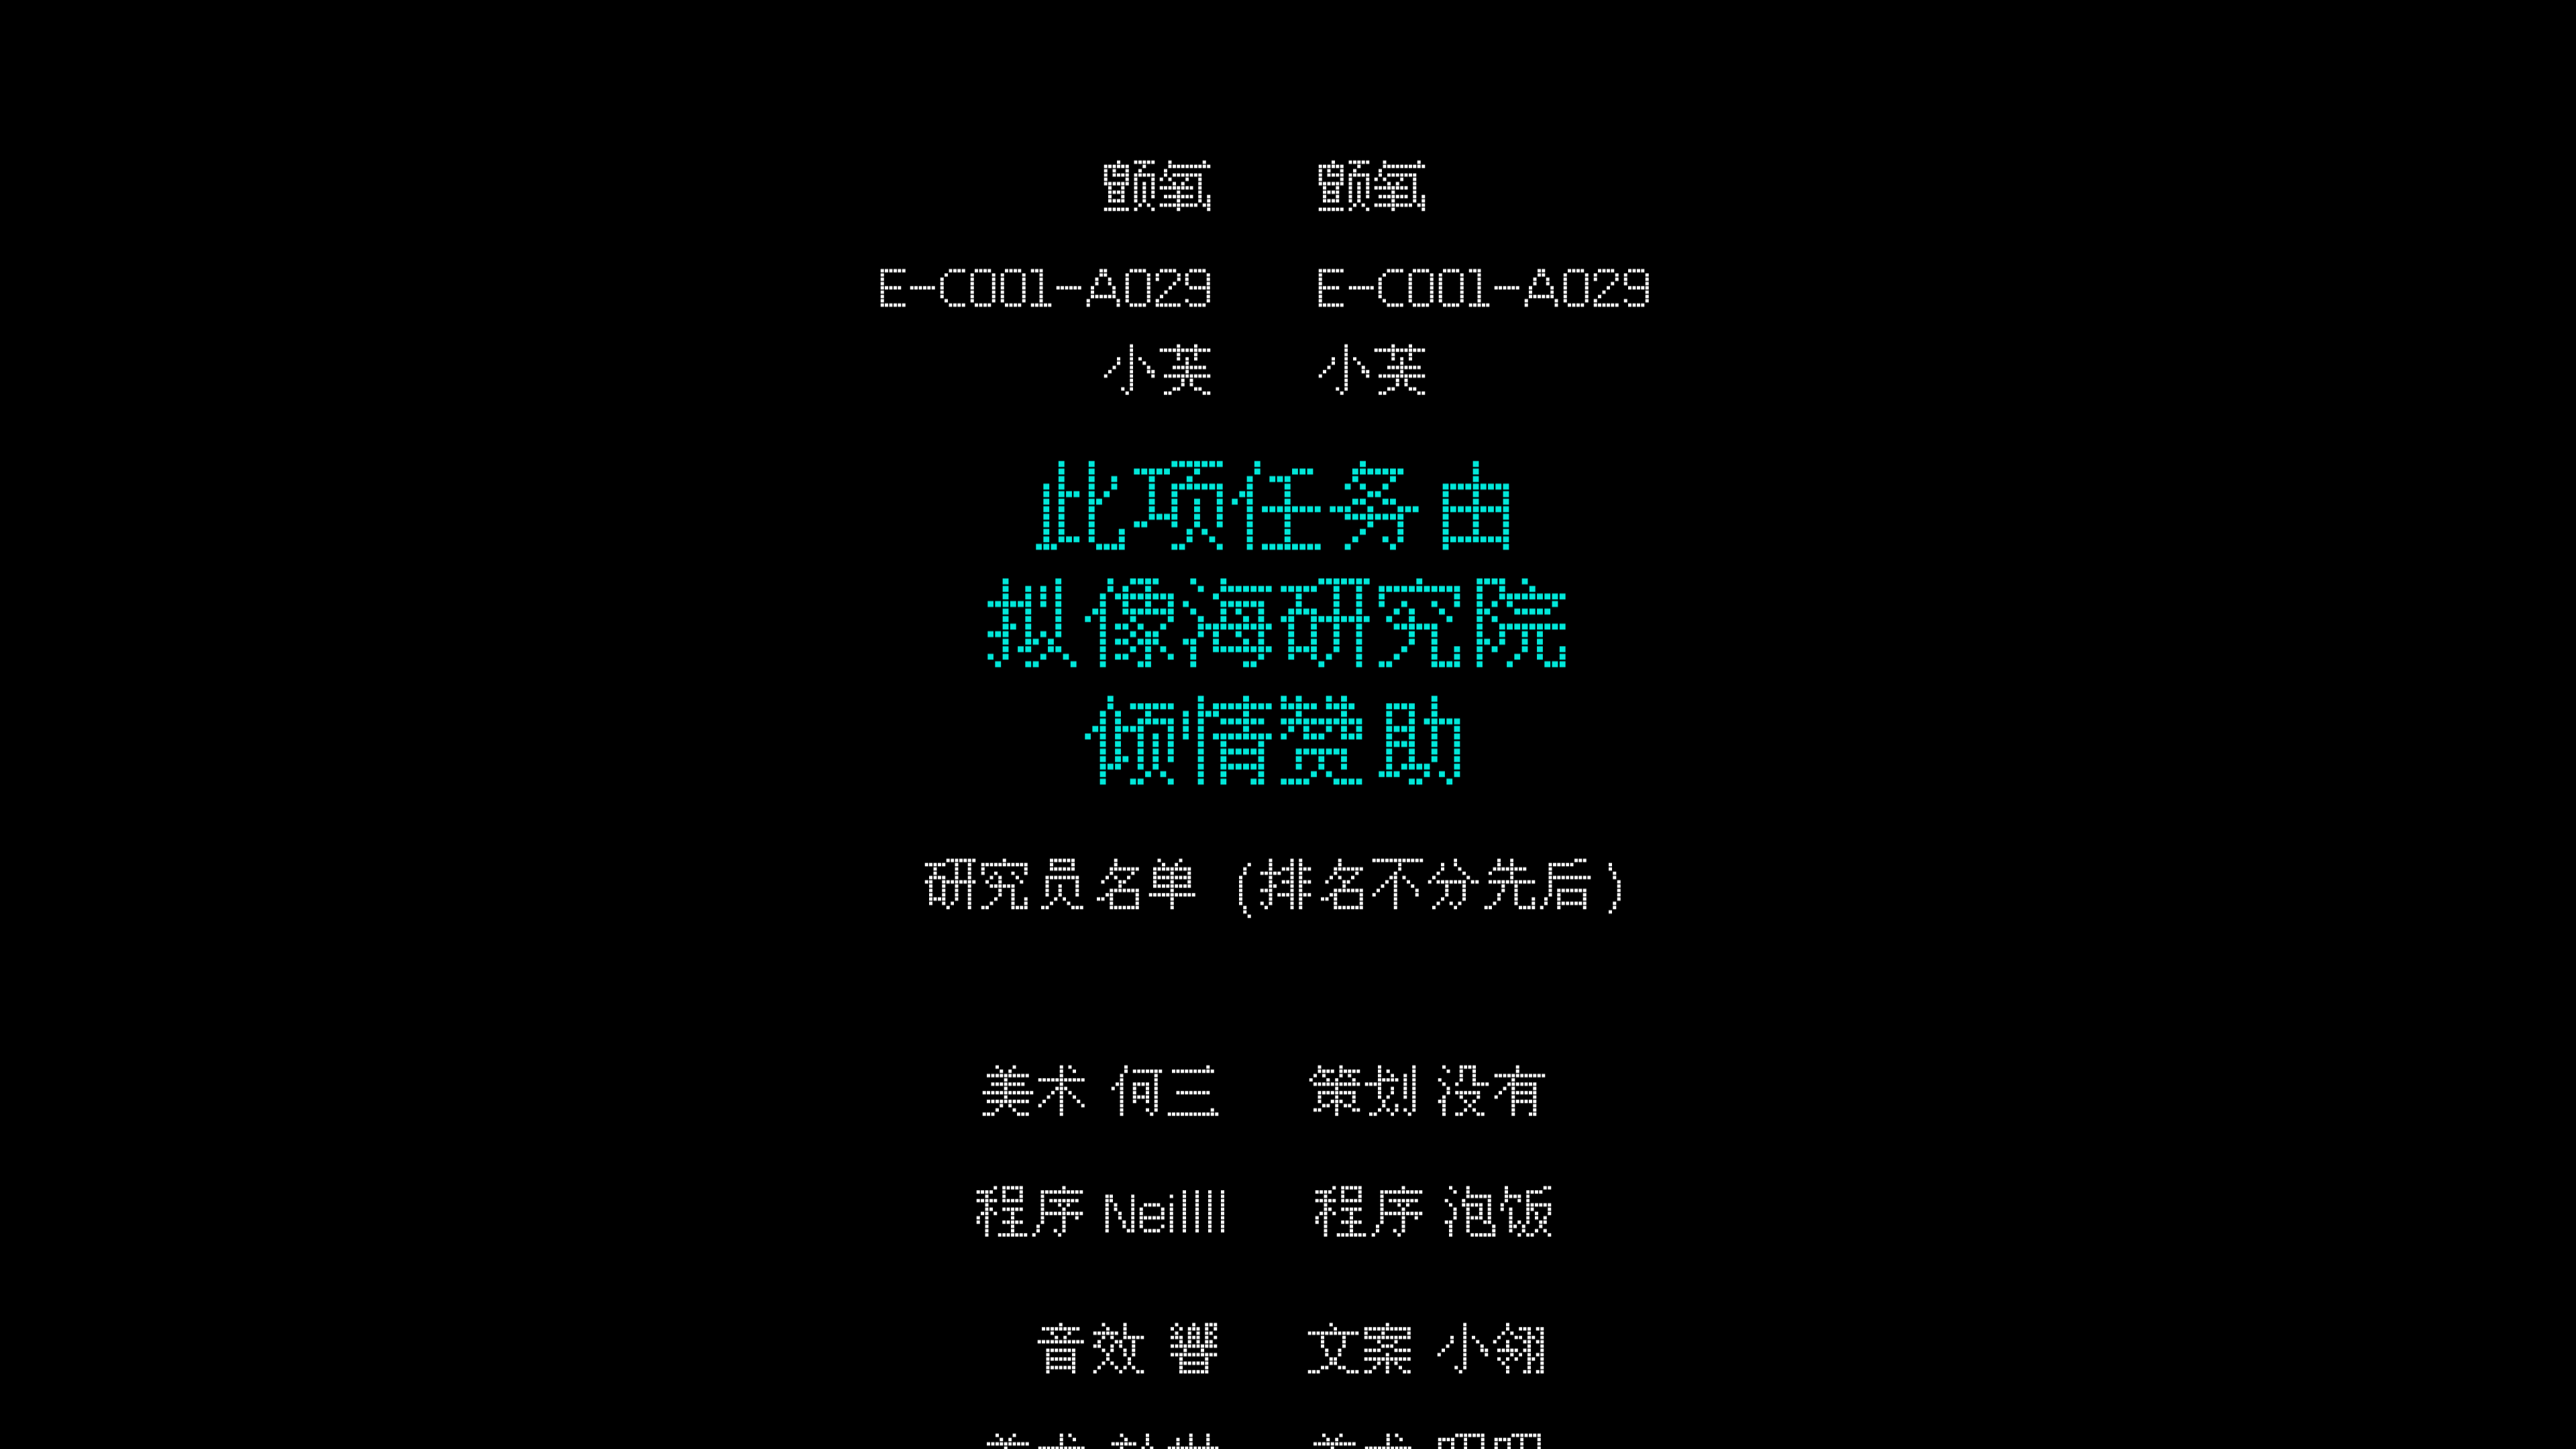 颤氧 颤氧
E-C001-A029 E-C001-A029
小芙 小芙
此项任务由
拟像海研究院
倾情赞助
研究员名单 (排名不分先后)
美术 何三 策划 没有
程序 Neillll 程序 泡饭
音效 響 文案 小翎